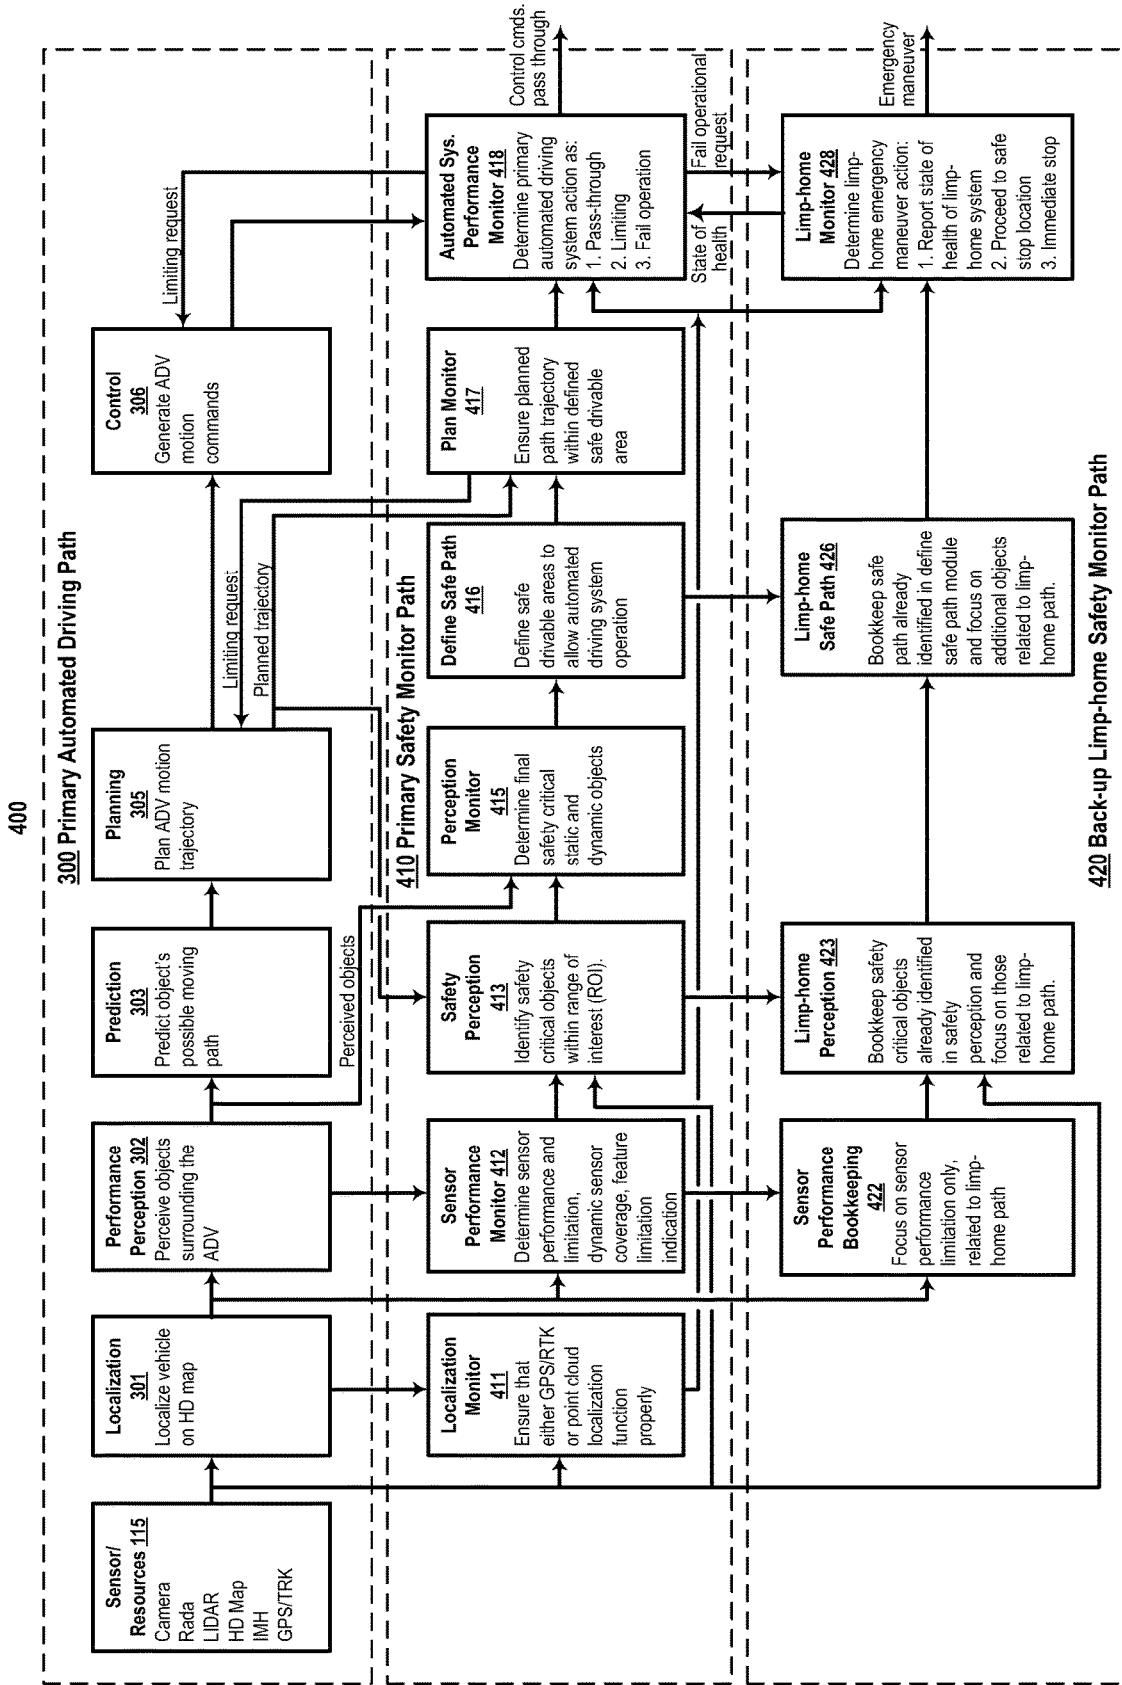 400
300 Primary Automated Driving Path
Sensor/
Resources 115
Camera
Rada
LIDAR
HD Map
IMH
GPS/TRK
Localization
301
Localize vehicle
on HD map
Performance
Perception 302
Perceive objects
surrounding the
ADV
Prediction
303
Predict object's
possible moving
path
Planning
305
Plan ADV motion
trajectory
Control
306
Generate ADV
motion
commands
Limiting request
Limiting request
Planned trajectory
Perceived objects
410 Primary Safety Monitor Path
Localization
Monitor
411
Ensure that
either GPS/RTK
or point cloud
localization
function
properly
Sensor
Performance
Monitor 412
Determine sensor
performance and
limitation,
dynamic sensor
coverage, feature
limitation
indication
Safety
Perception
413
Identify safety
critical objects
within range of
interest (ROI).
Perception
Monitor
415
Determine final
safety critical
static and
dynamic objects
Define Safe Path
416
Define safe
drivable areas to
allow automated
driving system
operation
Plan Monitor
417
Ensure planned
path trajectory
within defined
safe drivable
area
Automated Sys.
Performance
Monitor 418
Determine primary
automated driving
system action as:
1. Pass-through
2. Limiting
3. Fail operation
Control cmds.
pass through
State of
health
Fail operational
request
Sensor
Performance
Bookkeeping
422
Focus on sensor
performance
limitation only,
related to limp-
home path
Limp-home
Perception 423
Bookkeep safety
critical objects
already identified
in safety
perception and
focus on those
related to limp-
home path.
Limp-home
Safe Path 426
Bookkeep safe
path already
identified in define
safe path module
and focus on
additional objects
related to limp-
home path.
Limp-home
Monitor 428
Determine limp-
home emergency
maneuver action:
1. Report state of
health of limp-
home system
2. Proceed to safe
stop location
3. Immediate stop
Emergency
maneuver
420 Back-up Limp-home Safety Monitor Path